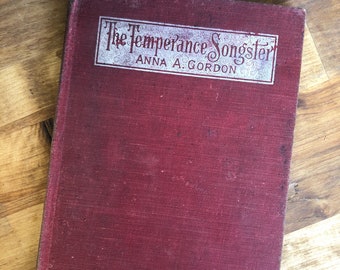 The Temperance Songster
ANNA A. GORDON